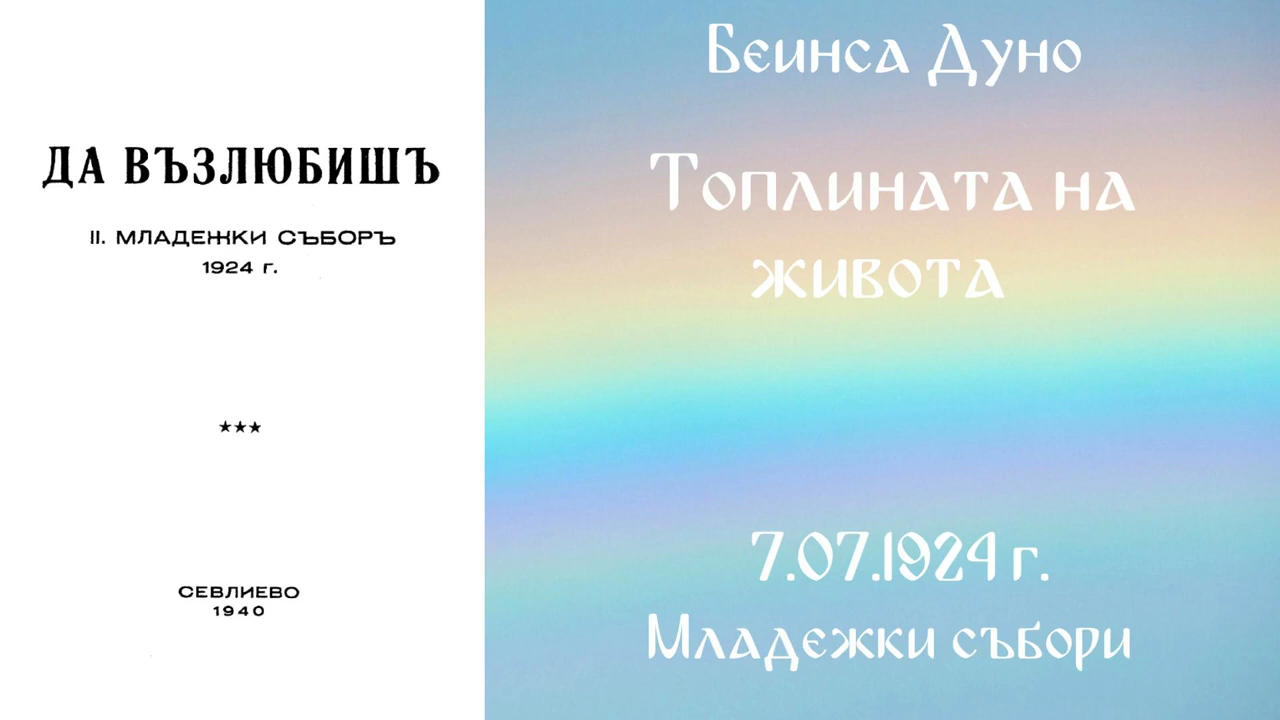 ДА ВЪЗЛЮБИШЪ
II. МЛАДЕЖКИ СЪБОРЪ
1924 г.
★★★
СЕВЛИЕВО
1940
Беинса Дуно
Топлината на
живота
7.07.1924 г.
Младежки събори